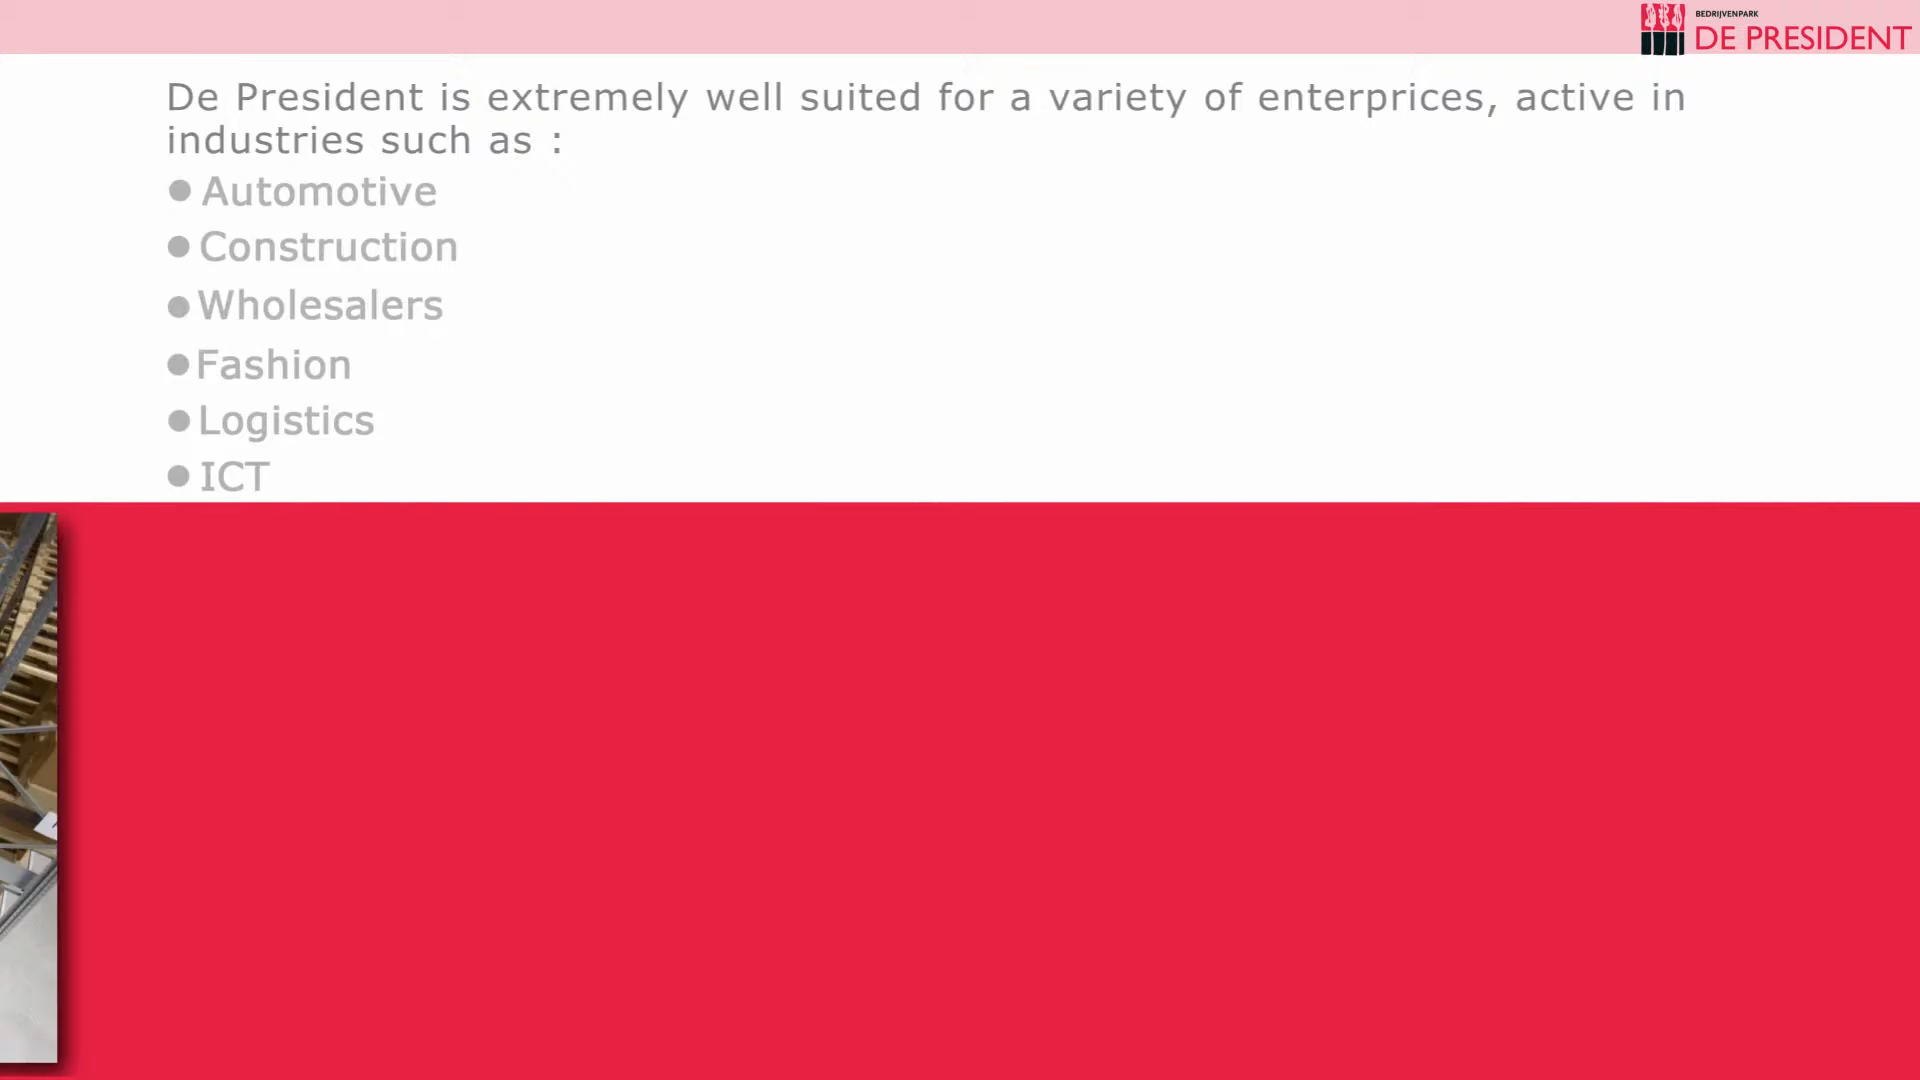 BEDRIJVENPARK
DE PRESIDENT
De President is extremely well suited for a variety of enterprices, active in
industries such as :
● Automotive
● Construction
● Wholesalers
● Fashion
● Logistics
● ICT